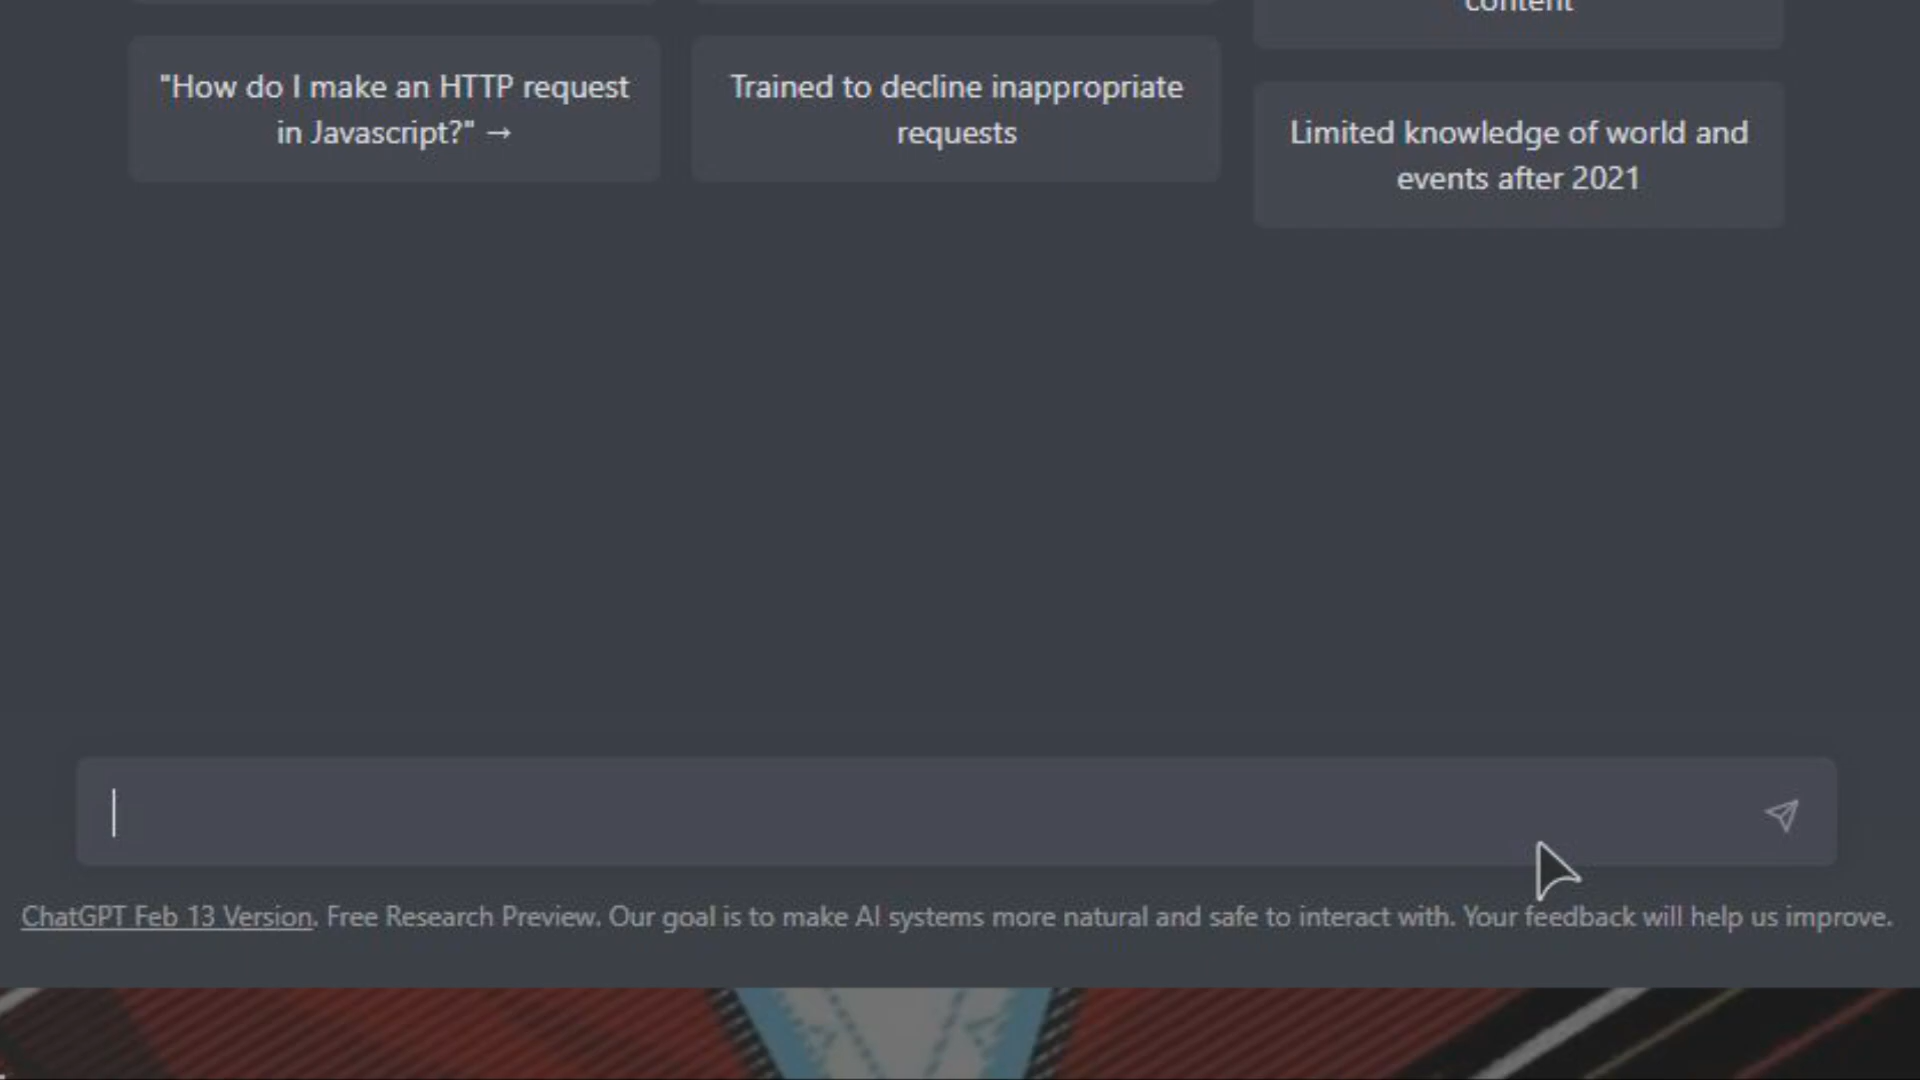 content
"How do I make an HTTP request
in Javascript?" →
Trained to decline inappropriate
requests
Limited knowledge of world and
events after 2021
ChatGPT Feb 13 Version. Free Research Preview. Our goal is to make AI systems more natural and safe to interact with. Your feedback will help us improve.